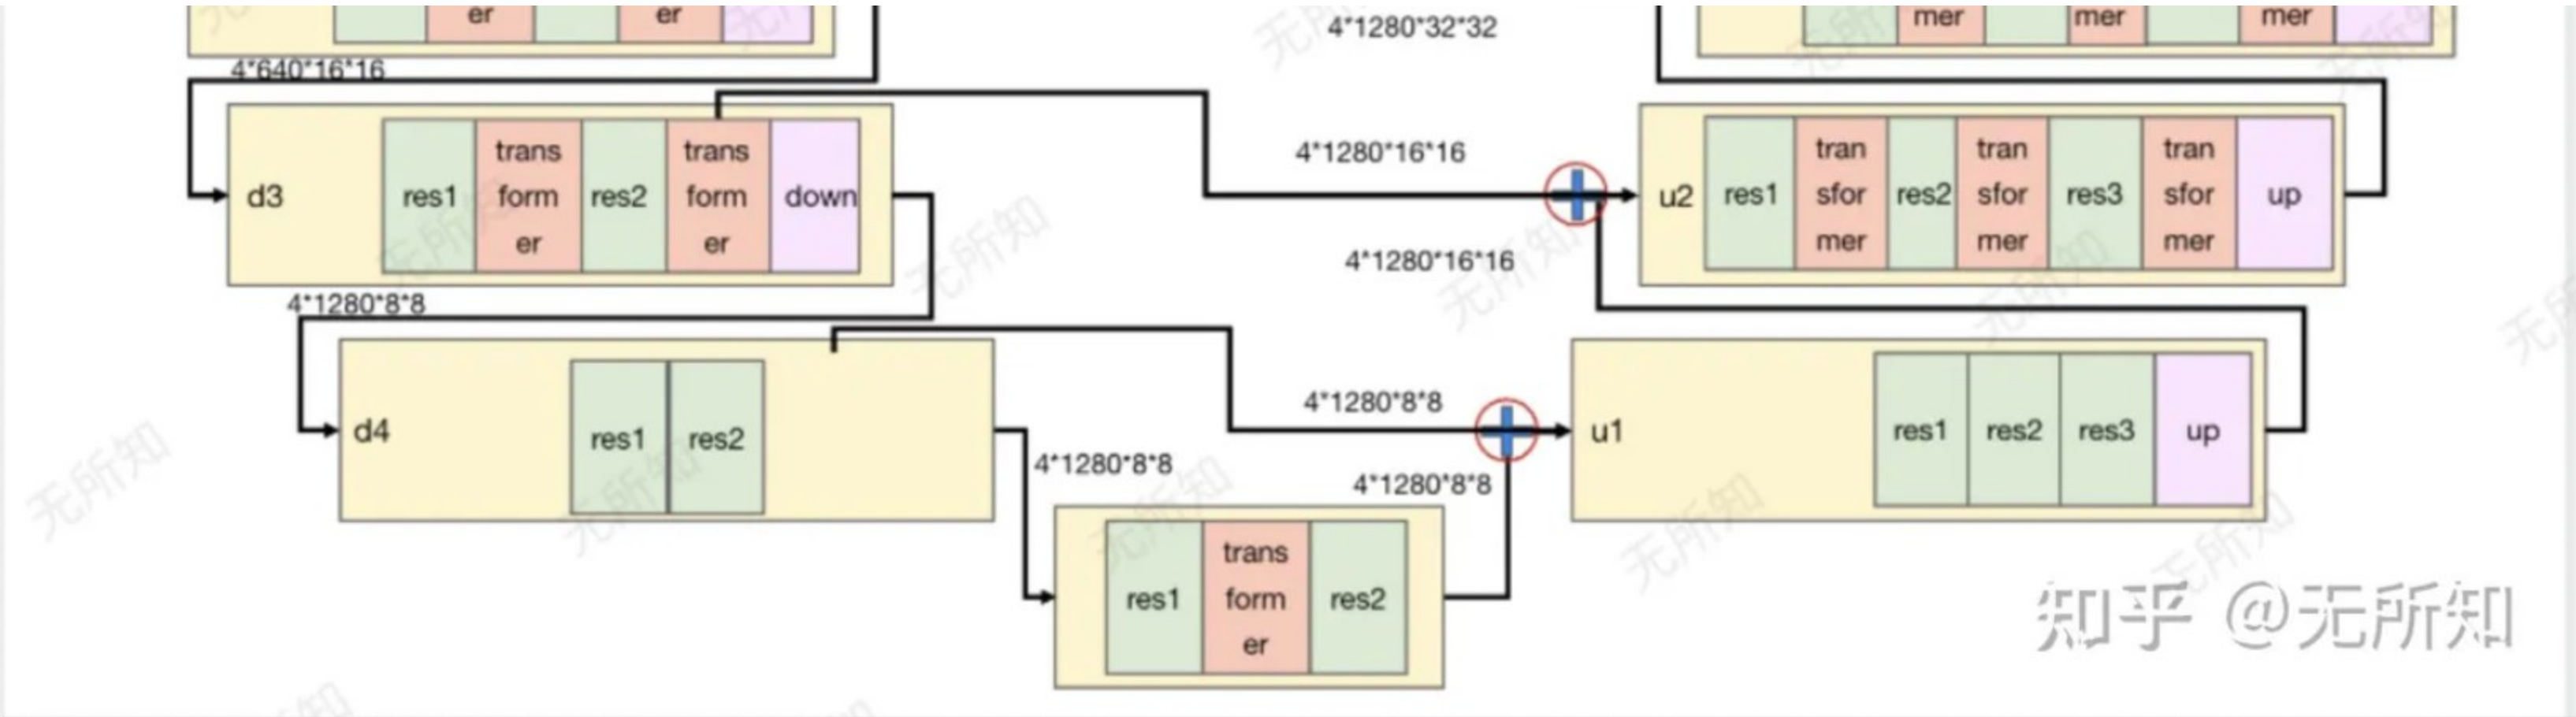 er
er
4*1280*32*32
mer
mer
mer
4*640*16*16
d3
res1
trans
form
er
res2
trans
form
er
down
4*1280*16*16
4*1280*16*16
u2
res1
tran
sfor
mer
res2
tran
sfor
mer
res3
tran
sfor
mer
up
4*1280*8*8
d4
res1
res2
4*1280*8*8
4*1280*8*8
4*1280*8*8
u1
res1
res2
res3
up
res1
trans
form
er
res2
知乎 @无所知
无所知